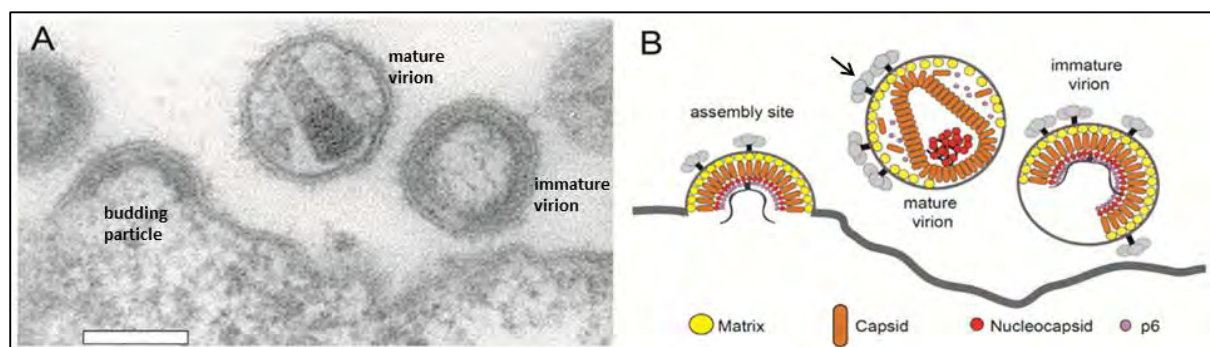 A
mature
virion
immature
virion
budding
particle
B
assembly site
mature
virion
immature
virion
Matrix
Capsid
Nucleocapsid
p6